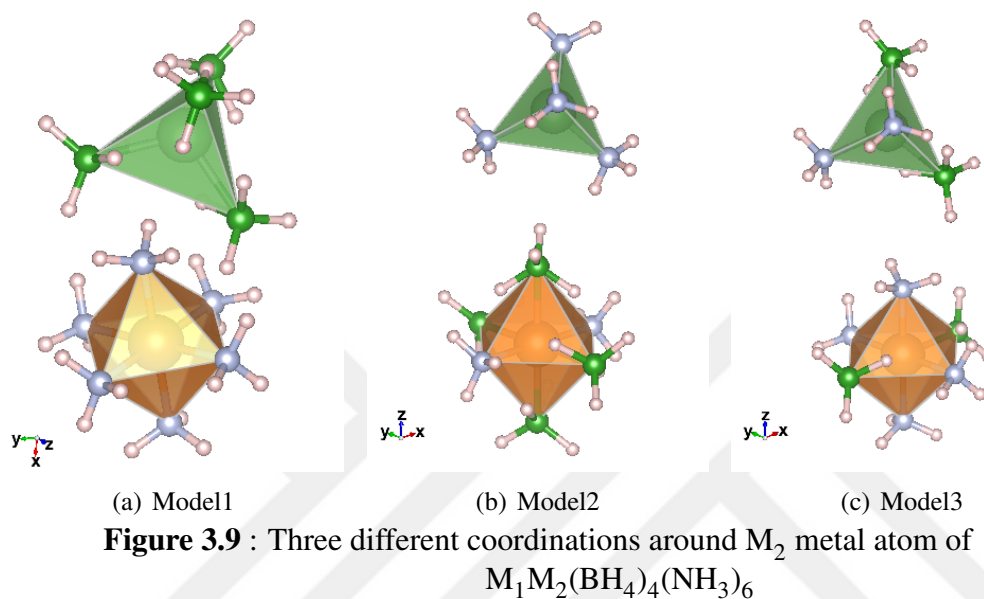 y z x
z y x
z y x
(a) Model1 (b) Model2 (c) Model3
Figure 3.9 : Three different coordinations around M₂ metal atom of
M₁M₂(BH₄)₄(NH₃)₆